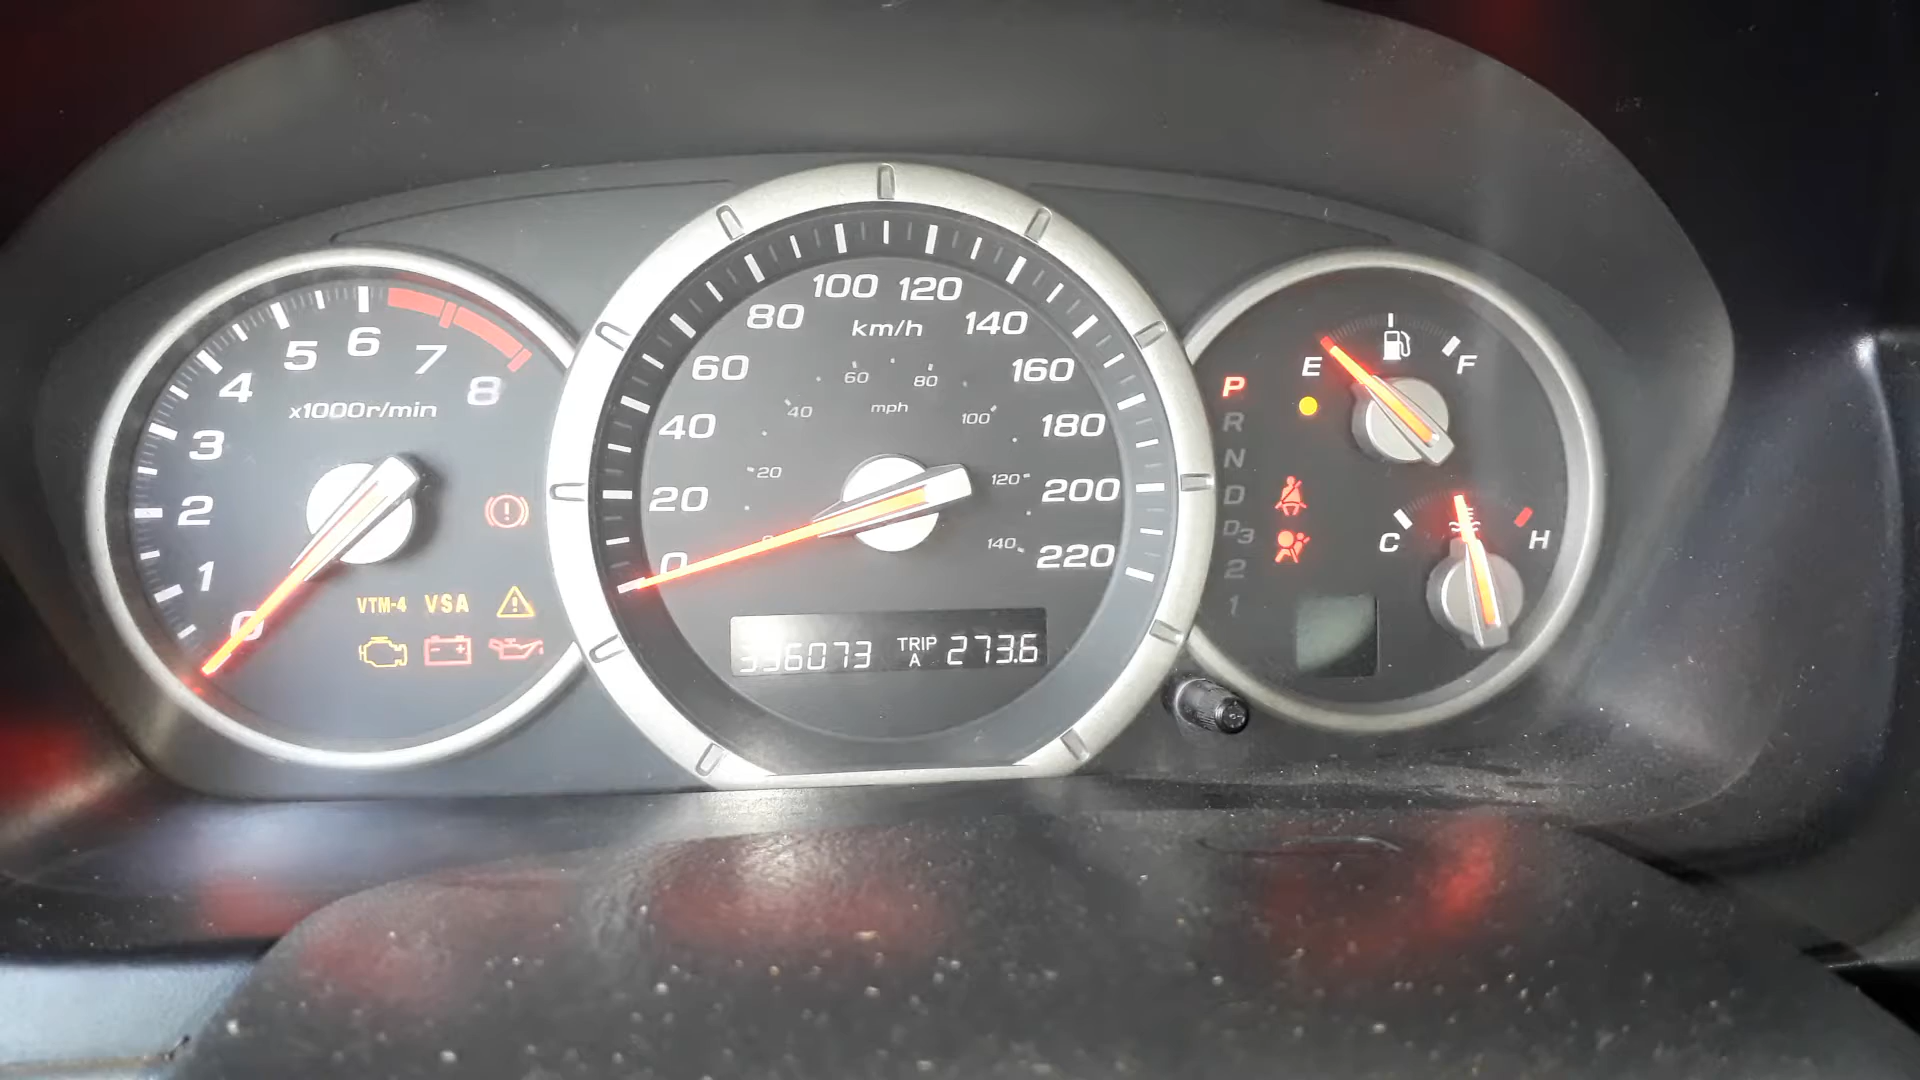 6
5
7
4
8
x1000r/min
3
2
1
0
VTM-4 VSA
100 120
80 140
km/h
60 160
60 80
mph
40 100
40 180
20 120
20 200
0 140
0 220
336073 TRIP A 273.6
P
R
N
D
D3
2
1
E F
C H